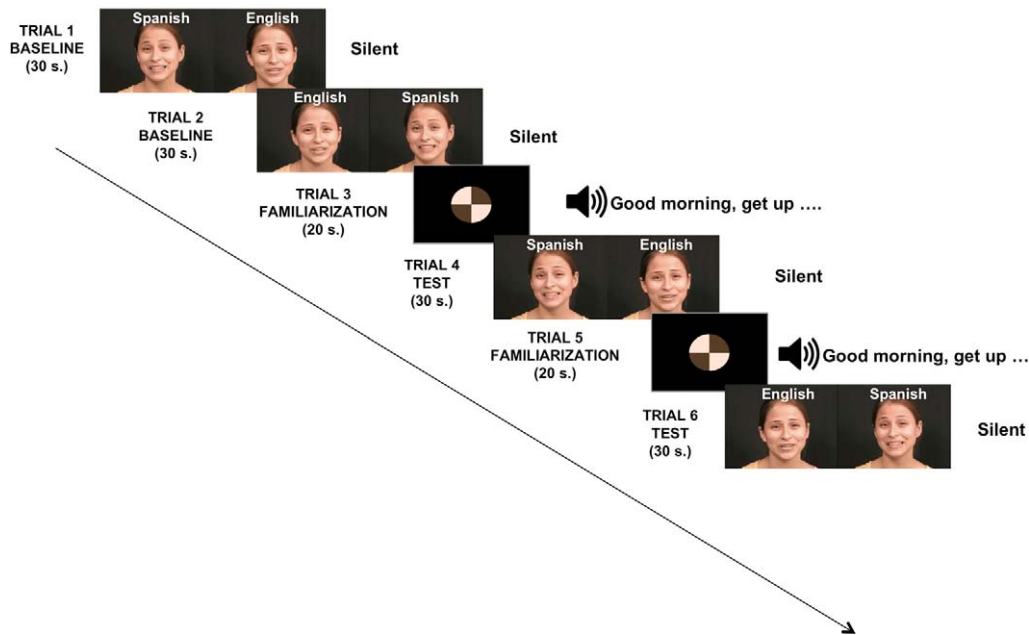 Spanish English
TRIAL 1
BASELINE
(30 s.)
Silent
English Spanish
TRIAL 2
BASELINE
(30 s.)
Silent
TRIAL 3
FAMILIARIZATION
(20 s.)
Good morning, get up ....
Spanish English
TRIAL 4
TEST
(30 s.)
Silent
TRIAL 5
FAMILIARIZATION
(20 s.)
Good morning, get up ...
English Spanish
TRIAL 6
TEST
(30 s.)
Silent